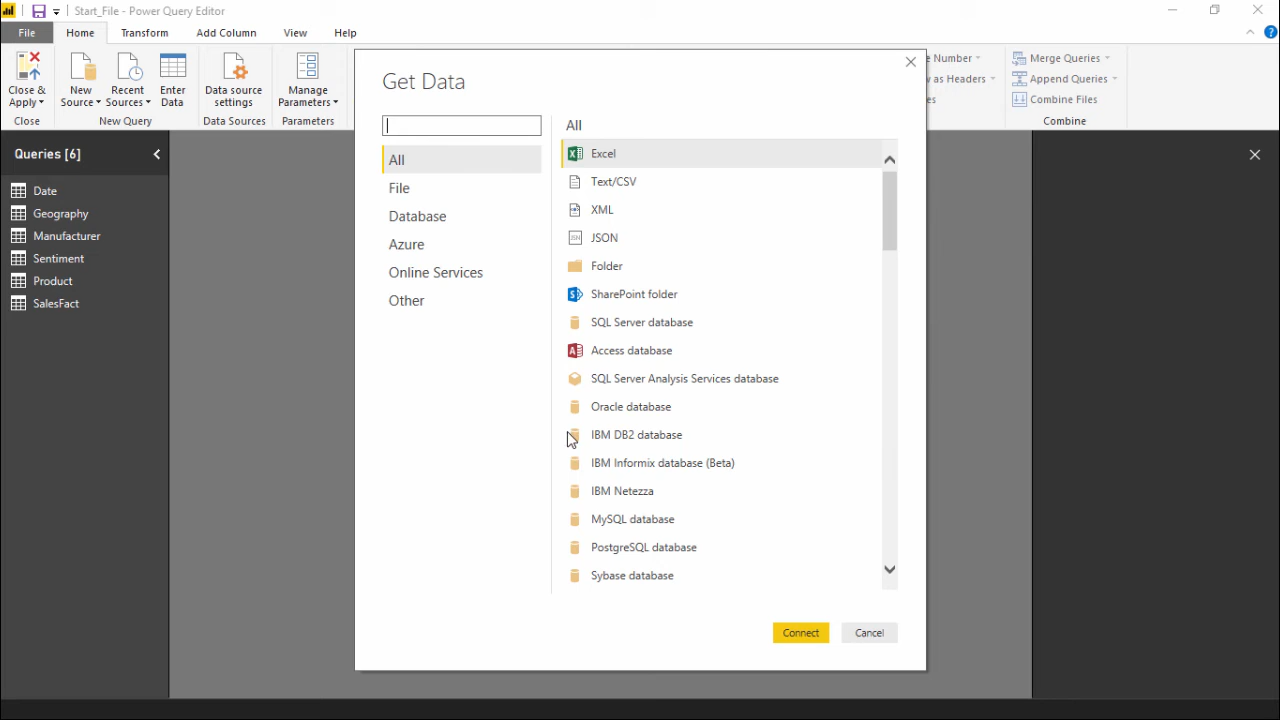 Start_File - Power Query Editor
File Home Transform Add Column View Help
Close & Apply New Source Recent Sources Enter Data Data source settings Manage Parameters
Close New Query Data Sources Parameters
Merge Queries
Append Queries
Combine Files
Combine
Queries [6]
Date
Geography
Manufacturer
Sentiment
Product
SalesFact
Get Data
All
File
Database
Azure
Online Services
Other
All
Excel
Text/CSV
XML
JSON
Folder
SharePoint folder
SQL Server database
Access database
SQL Server Analysis Services database
Oracle database
IBM DB2 database
IBM Informix database (Beta)
IBM Netezza
MySQL database
PostgreSQL database
Sybase database
Connect Cancel